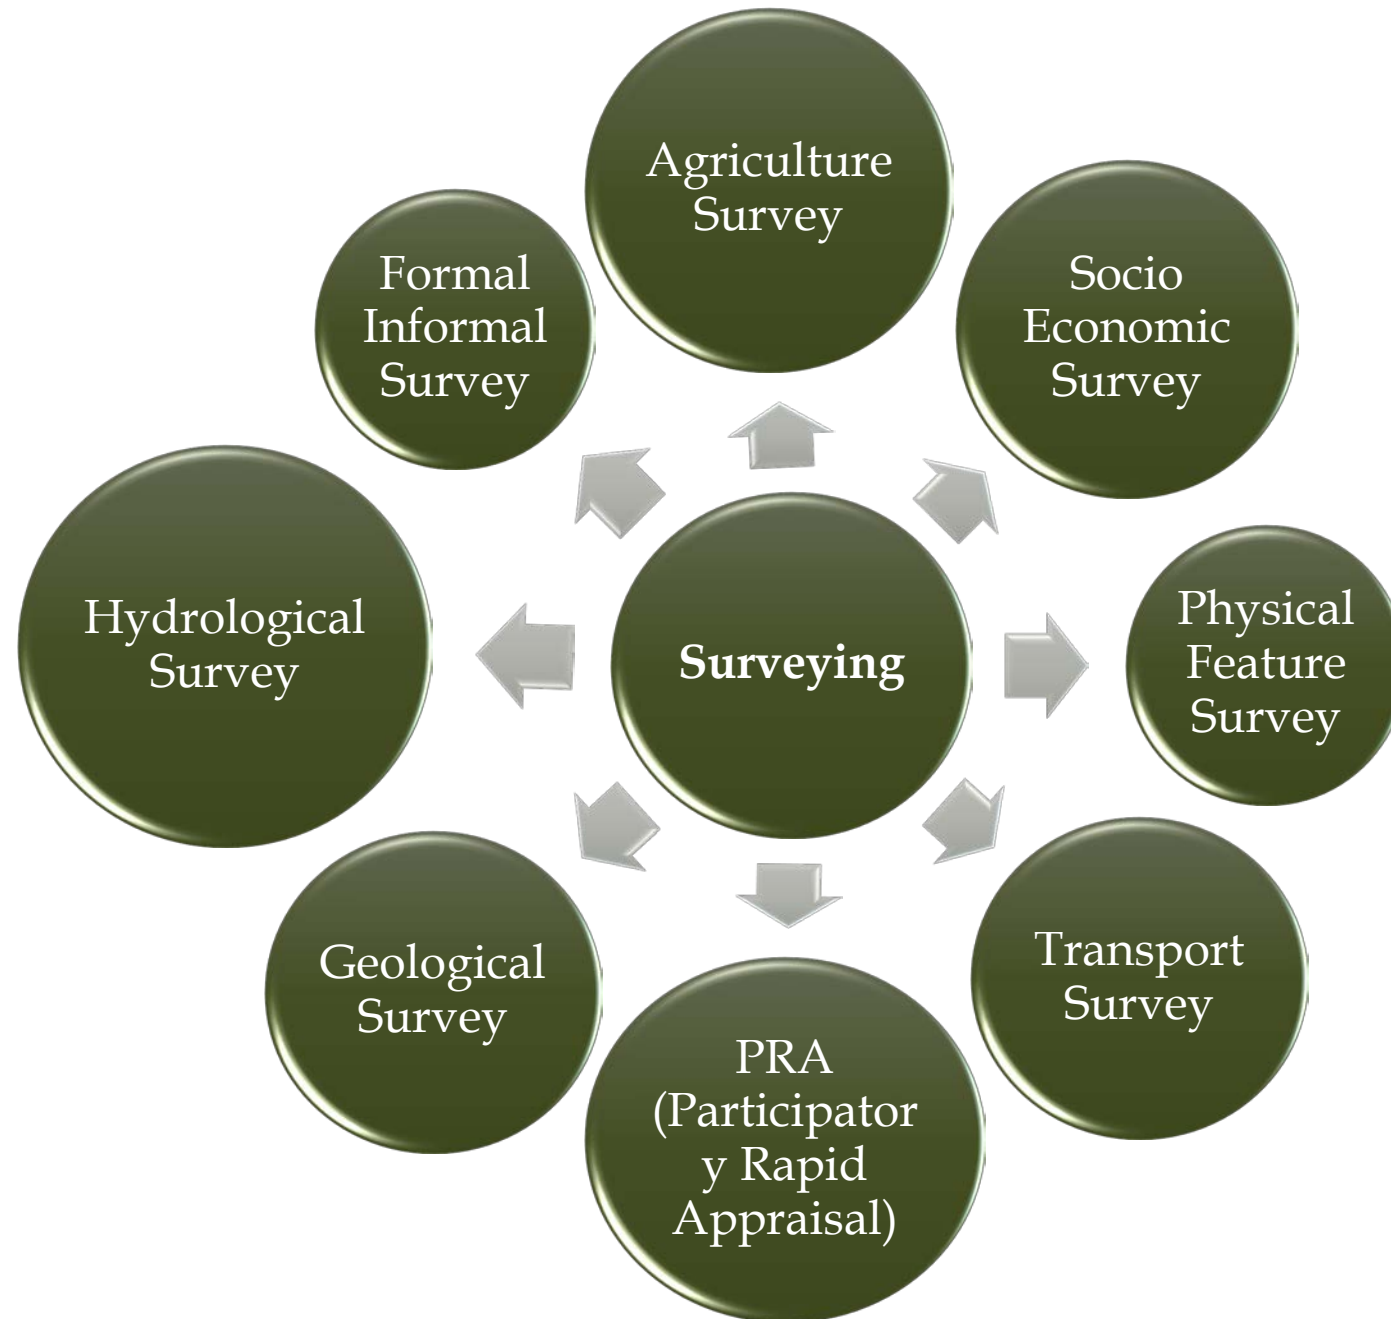 Agriculture
Survey
Formal
Informal
Survey
Socio
Economic
Survey
Hydrological
Survey
Surveying
Physical
Feature
Survey
Geological
Survey
Transport
Survey
PRA
(Participator
y Rapid
Appraisal)